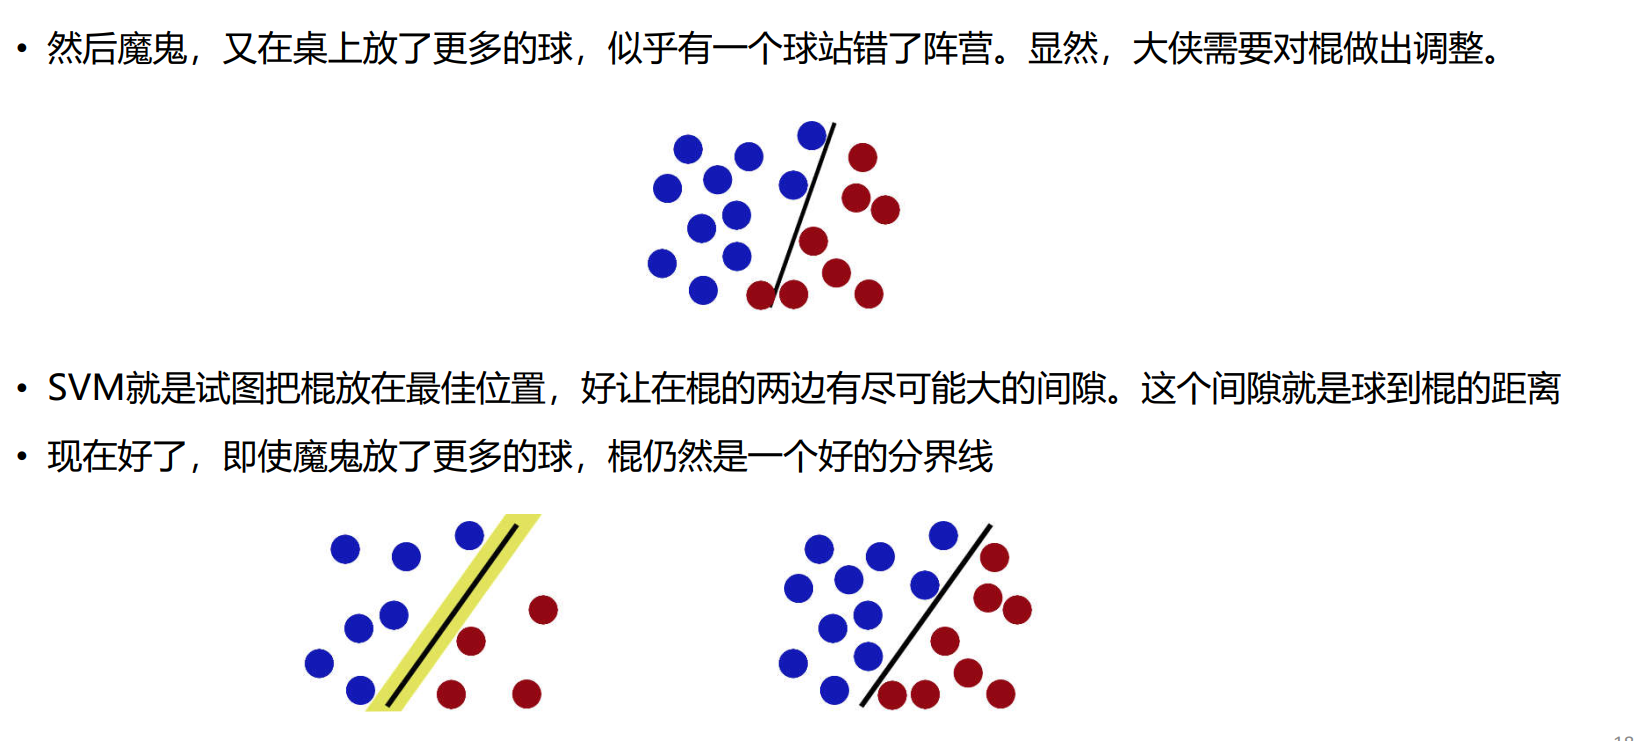 • 然后魔鬼，又在桌上放了更多的球，似乎有一个球站错了阵营。显然，大侠需要对棍做出调整。
• SVM就是试图把棍放在最佳位置，好让在棍的两边有尽可能大的间隙。这个间隙就是球到棍的距离
• 现在好了，即使魔鬼放了更多的球，棍仍然是一个好的分界线